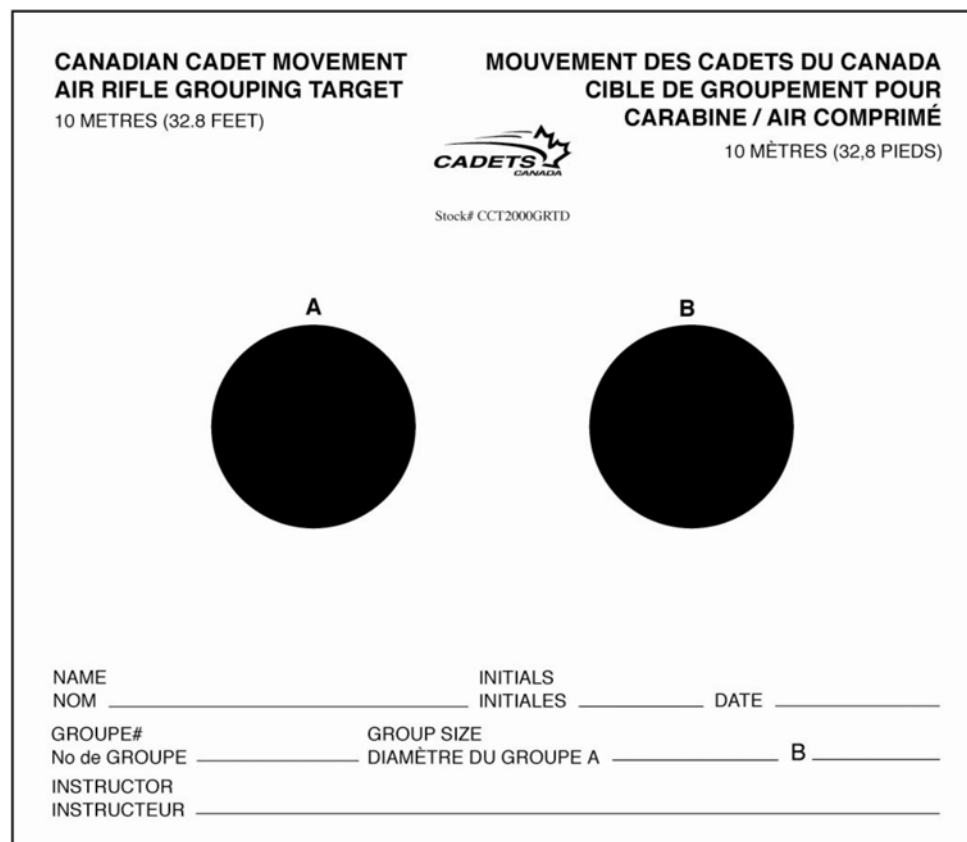 CANADIAN CADET MOVEMENT
AIR RIFLE GROUPING TARGET
10 METRES (32.8 FEET)
MOUVEMENT DES CADETS DU CANADA
CIBLE DE GROUPEMENT POUR
CARABINE / AIR COMPRIMÉ
10 MÈTRES (32,8 PIEDS)
CADETS
CANADA
Stock# CCT2000GRTD
A
B
NAME
NOM
INITIALS
INITIALES
DATE
GROUPE#
No de GROUPE
GROUP SIZE
DIAMÈTRE DU GROUPE A
B
INSTRUCTOR
INSTRUCTEUR